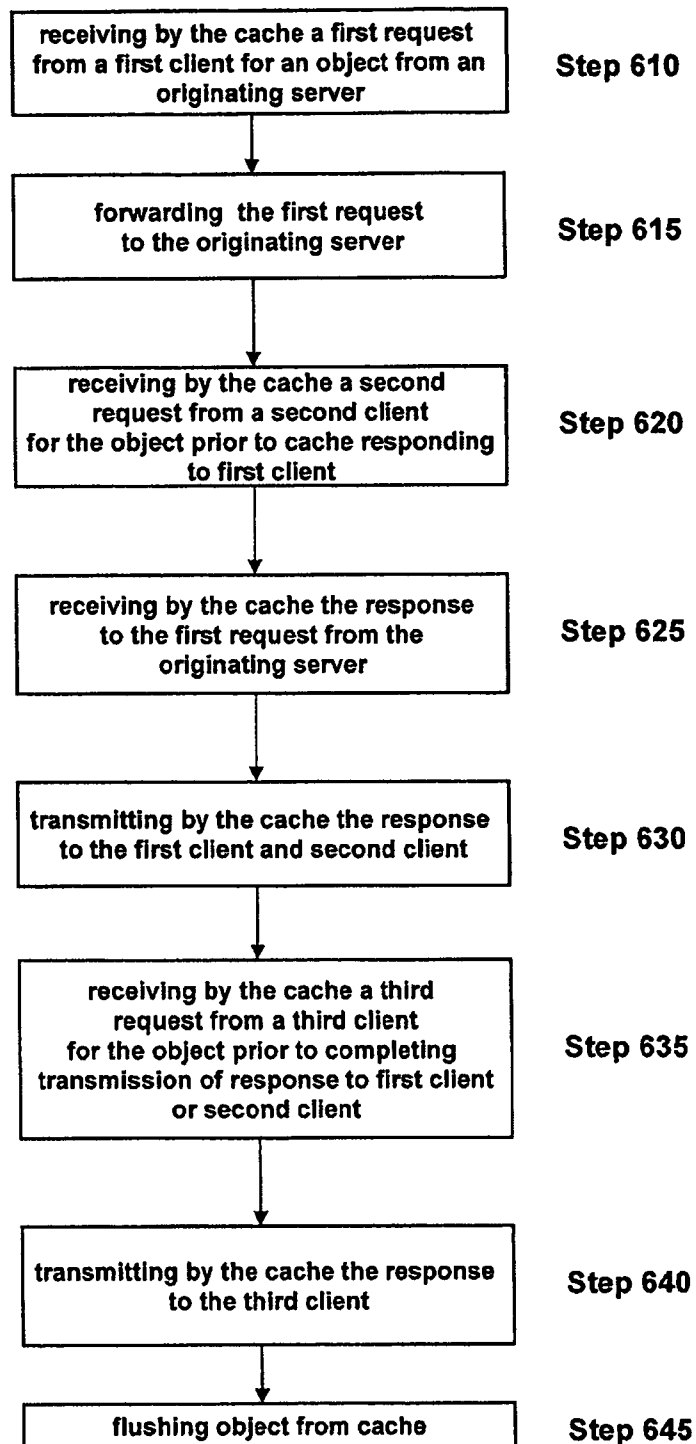 receiving by the cache a first request
from a first client for an object from an
originating server
Step 610
forwarding the first request
to the originating server
Step 615
receiving by the cache a second
request from a second client
for the object prior to cache responding
to first client
Step 620
receiving by the cache the response
to the first request from the
originating server
Step 625
transmitting by the cache the response
to the first client and second client
Step 630
receiving by the cache a third
request from a third client
for the object prior to completing
transmission of response to first client
or second client
Step 635
transmitting by the cache the response
to the third client
Step 640
flushing object from cache
Step 645